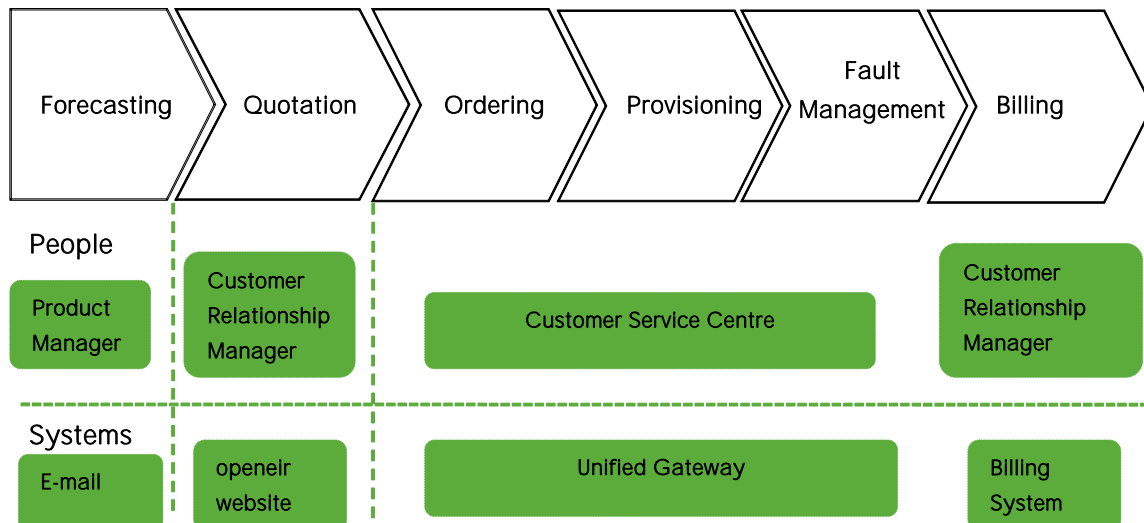 Forecasting
Quotation
Ordering
Provisioning
Fault
Management
Billing
People
Product
Manager
Customer
Relationship
Manager
Customer Service Centre
Customer
Relationship
Manager
Systems
E-mall
openeir
website
Unified Gateway
Billing
System